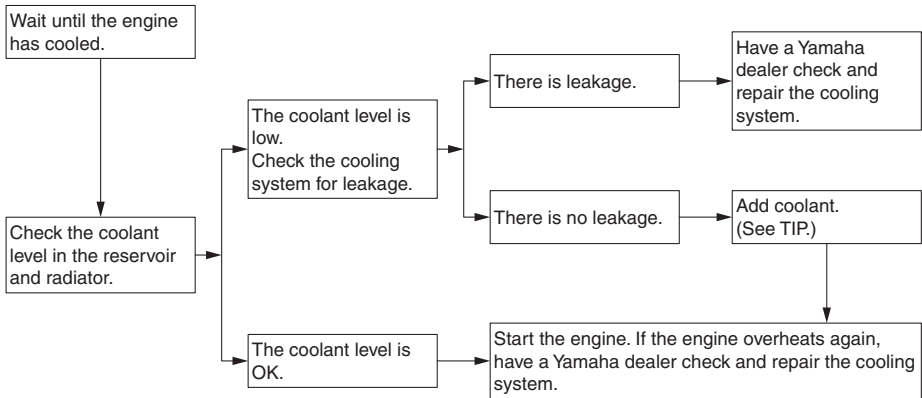 Wait until the engine
has cooled.
Check the coolant
level in the reservoir
and radiator.
The coolant level is
low.
Check the cooling
system for leakage.
There is leakage.
Have a Yamaha
dealer check and
repair the cooling
system.
There is no leakage.
Add coolant.
(See TIP.)
The coolant level is
OK.
Start the engine. If the engine overheats again,
have a Yamaha dealer check and repair the cooling
system.